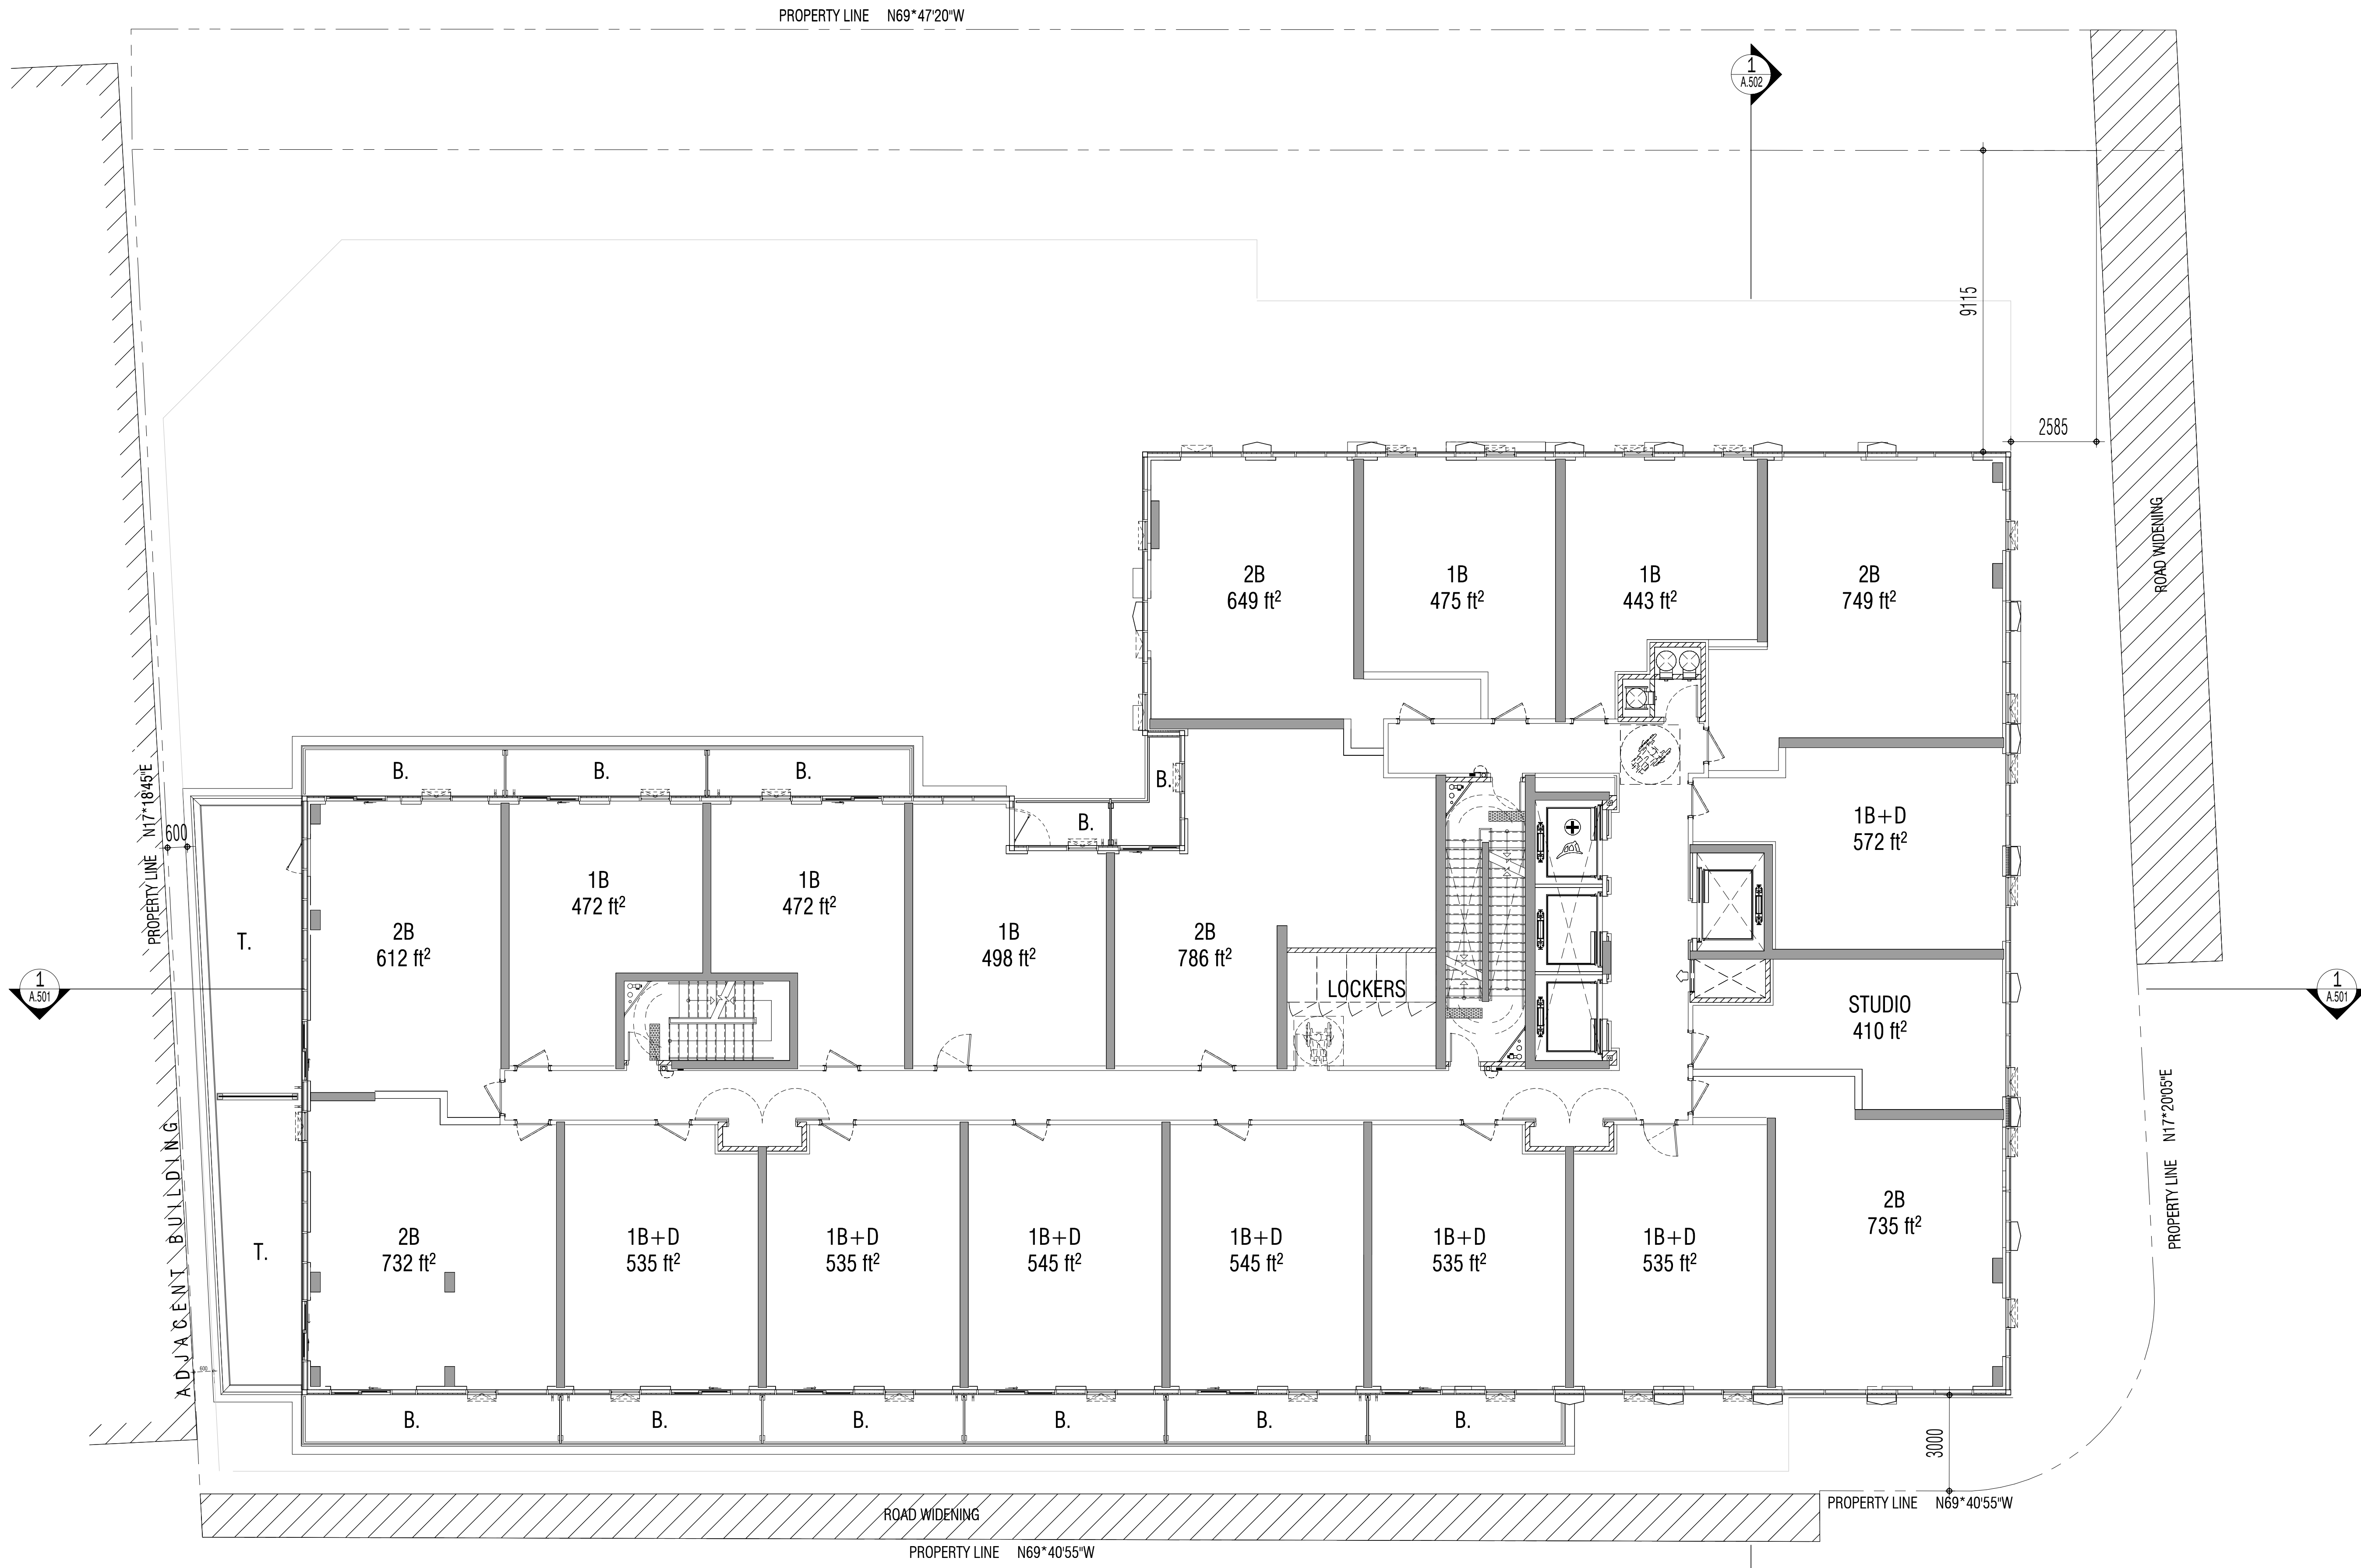 PROPERTY LINE N69*47'20"W
1
A.502
9115
2585
ROAD WIDENING
2B
649 ft²
1B
475 ft²
1B
443 ft²
2B
749 ft²
PROPERTY LINE N17*18'45"E
600
B.
B.
B.
B.
B.
1B+D
572 ft²
T.
2B
612 ft²
1B
472 ft²
1B
472 ft²
1B
498 ft²
2B
786 ft²
LOCKERS
STUDIO
410 ft²
1
A.501
1
A.501
ADJACENT BUILDING
T.
2B
732 ft²
1B+D
535 ft²
1B+D
535 ft²
1B+D
545 ft²
1B+D
545 ft²
1B+D
535 ft²
1B+D
535 ft²
2B
735 ft²
PROPERTY LINE N17*20'05"E
600
B.
B.
B.
B.
B.
B.
3000
ROAD WIDENING
PROPERTY LINE N69*40'55"W
PROPERTY LINE N69*40'55"W